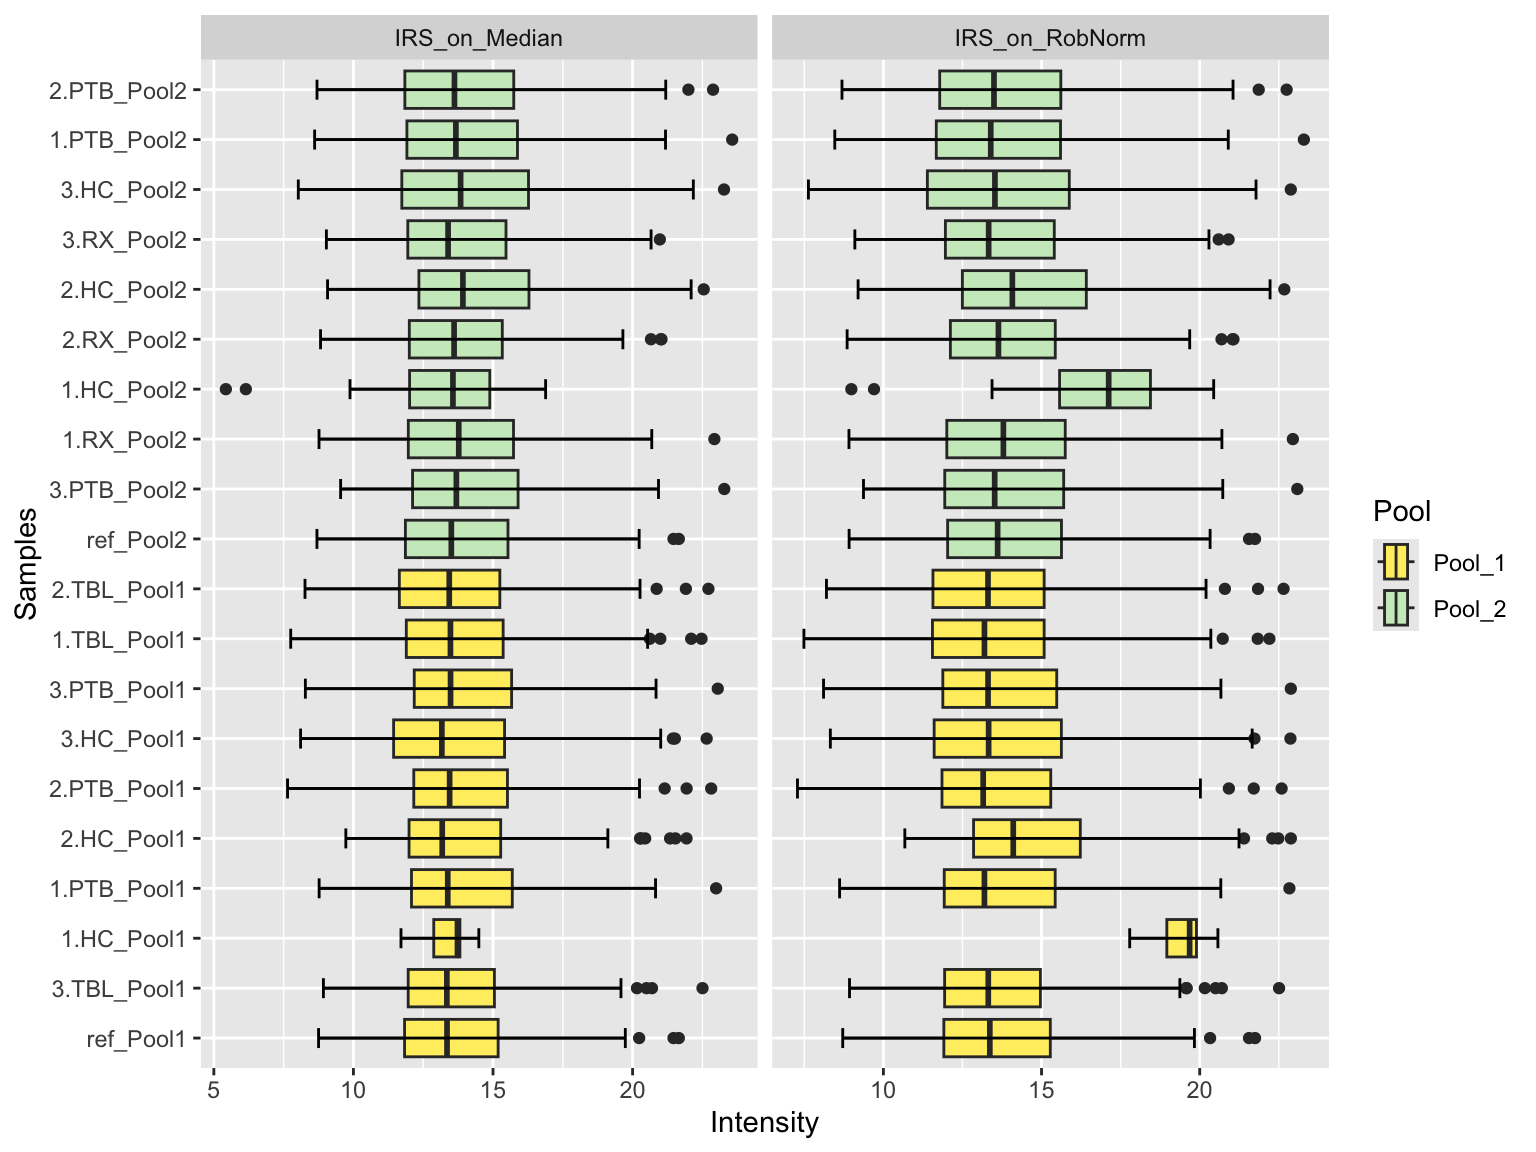 IRS_on_Median
IRS_on_RobNorm
Samples
2.PTB_Pool2
1.PTB_Pool2
3.HC_Pool2
3.RX_Pool2
2.HC_Pool2
2.RX_Pool2
1.HC_Pool2
1.RX_Pool2
3.PTB_Pool2
ref_Pool2
2.TBL_Pool1
1.TBL_Pool1
3.PTB_Pool1
3.HC_Pool1
2.PTB_Pool1
2.HC_Pool1
1.PTB_Pool1
1.HC_Pool1
3.TBL_Pool1
ref_Pool1
5 10 15 20
10 15 20
Intensity
Pool
Pool_1
Pool_2